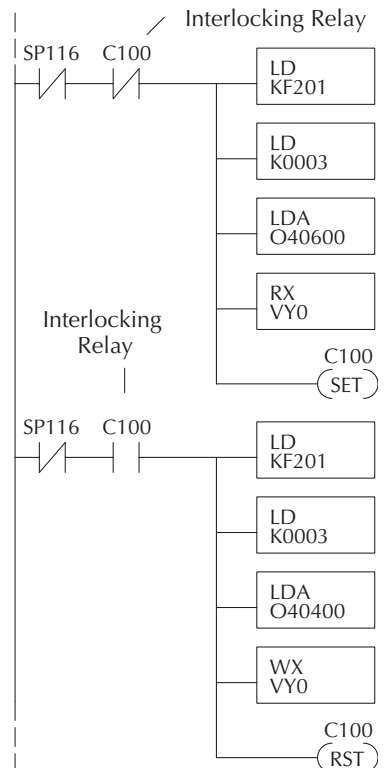 Interlocking Relay
SP116 C100
LD
KF201
LD
K0003
LDA
O40600
RX
VY0
C100
SET
Interlocking
Relay
SP116 C100
LD
KF201
LD
K0003
LDA
O40400
WX
VY0
C100
RST